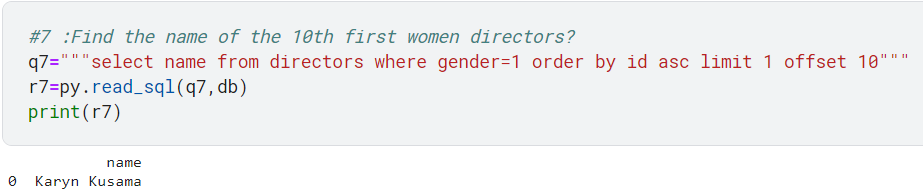 #7 :Find the name of the 10th first women directors?
q7="""select name from directors where gender=1 order by id asc limit 1 offset 10"""
r7=py.read_sql(q7,db)
print(r7)
name
0 Karyn Kusama